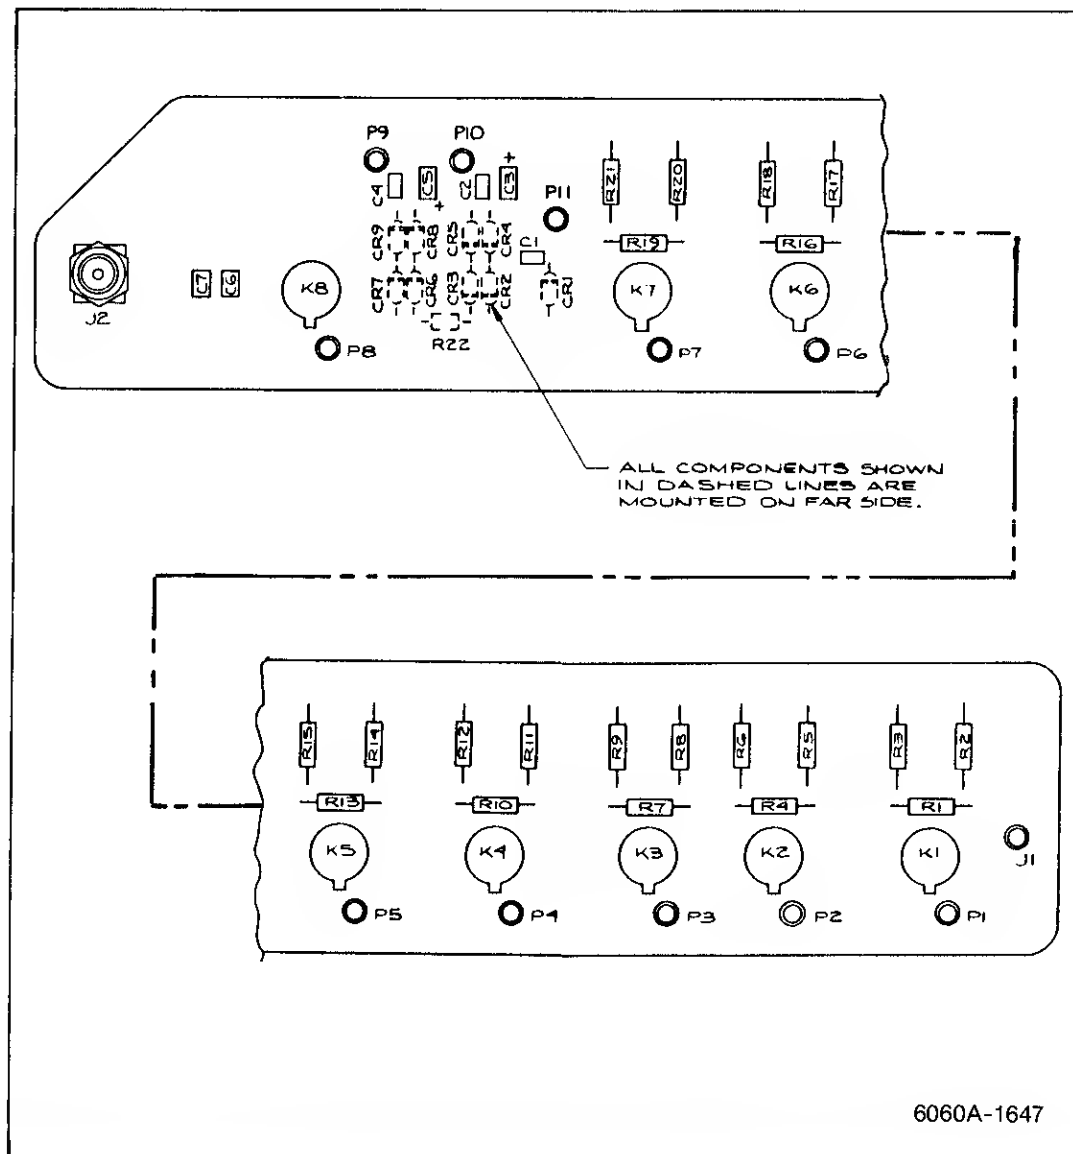 P9
P10
P11
C4
C5
+
C2
C3
+
R21
R20
R18
R17
CR9
CR8
CR5
CR4
C1
R19
R16
J2
C7
C6
K8
CR7
CR6
CR3
CR2
CR1
K7
K6
R22
P8
P7
P6
ALL COMPONENTS SHOWN
IN DASHED LINES ARE
MOUNTED ON FAR SIDE.
R15
R14
R12
R11
R9
R8
R6
R5
R3
R2
R13
R10
R7
R4
R1
K5
K4
K3
K2
K1
J1
P5
P4
P3
P2
P1
6060A-1647